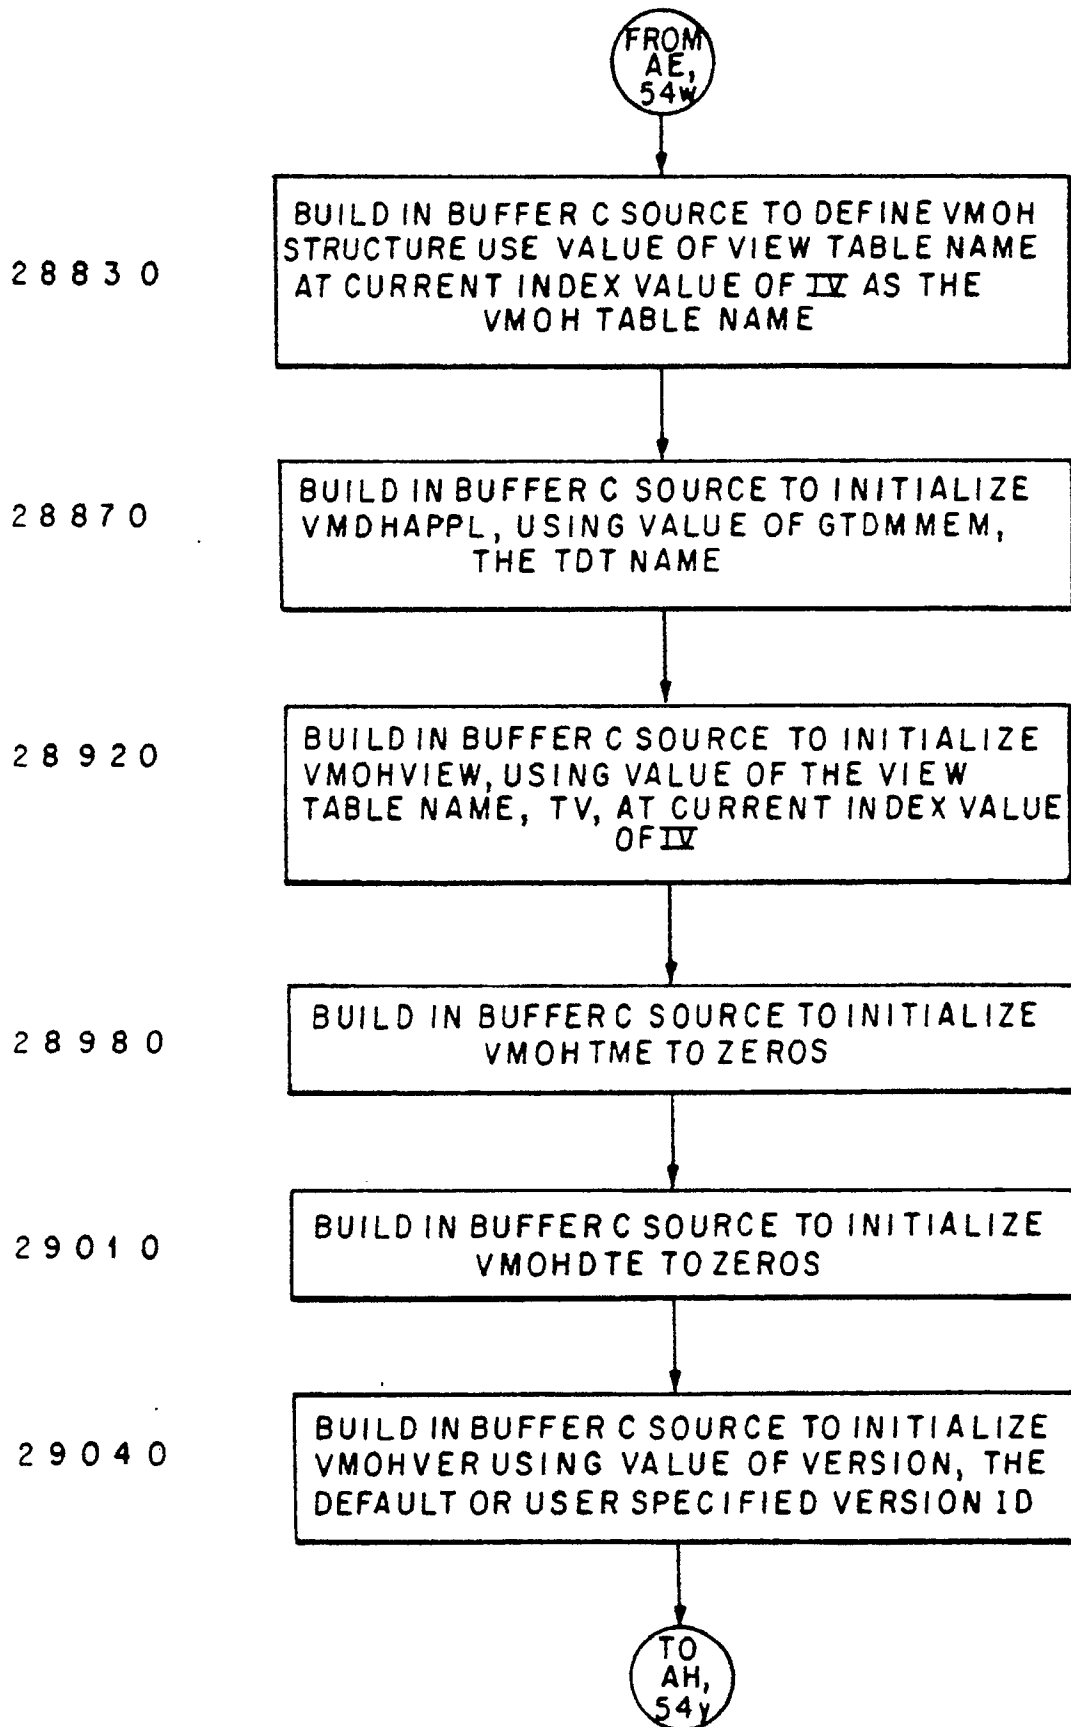 FROM
AE,
54w
28830
BUILD IN BUFFER C SOURCE TO DEFINE VMOH
STRUCTURE USE VALUE OF VIEW TABLE NAME
AT CURRENT INDEX VALUE OF IV AS THE
VMOH TABLE NAME
28870
BUILD IN BUFFER C SOURCE TO INITIALIZE
VMDHAPPL, USING VALUE OF GTDMMEM,
THE TDT NAME
28920
BUILD IN BUFFER C SOURCE TO INITIALIZE
VMOHVIEW, USING VALUE OF THE VIEW
TABLE NAME, TV, AT CURRENT INDEX VALUE
OF IV
28980
BUILD IN BUFFER C SOURCE TO INITIALIZE
VMOHTME TO ZEROS
29010
BUILD IN BUFFER C SOURCE TO INITIALIZE
VMOHDTE TO ZEROS
29040
BUILD IN BUFFER C SOURCE TO INITIALIZE
VMOHVER USING VALUE OF VERSION, THE
DEFAULT OR USER SPECIFIED VERSION ID
TO
AH,
54y